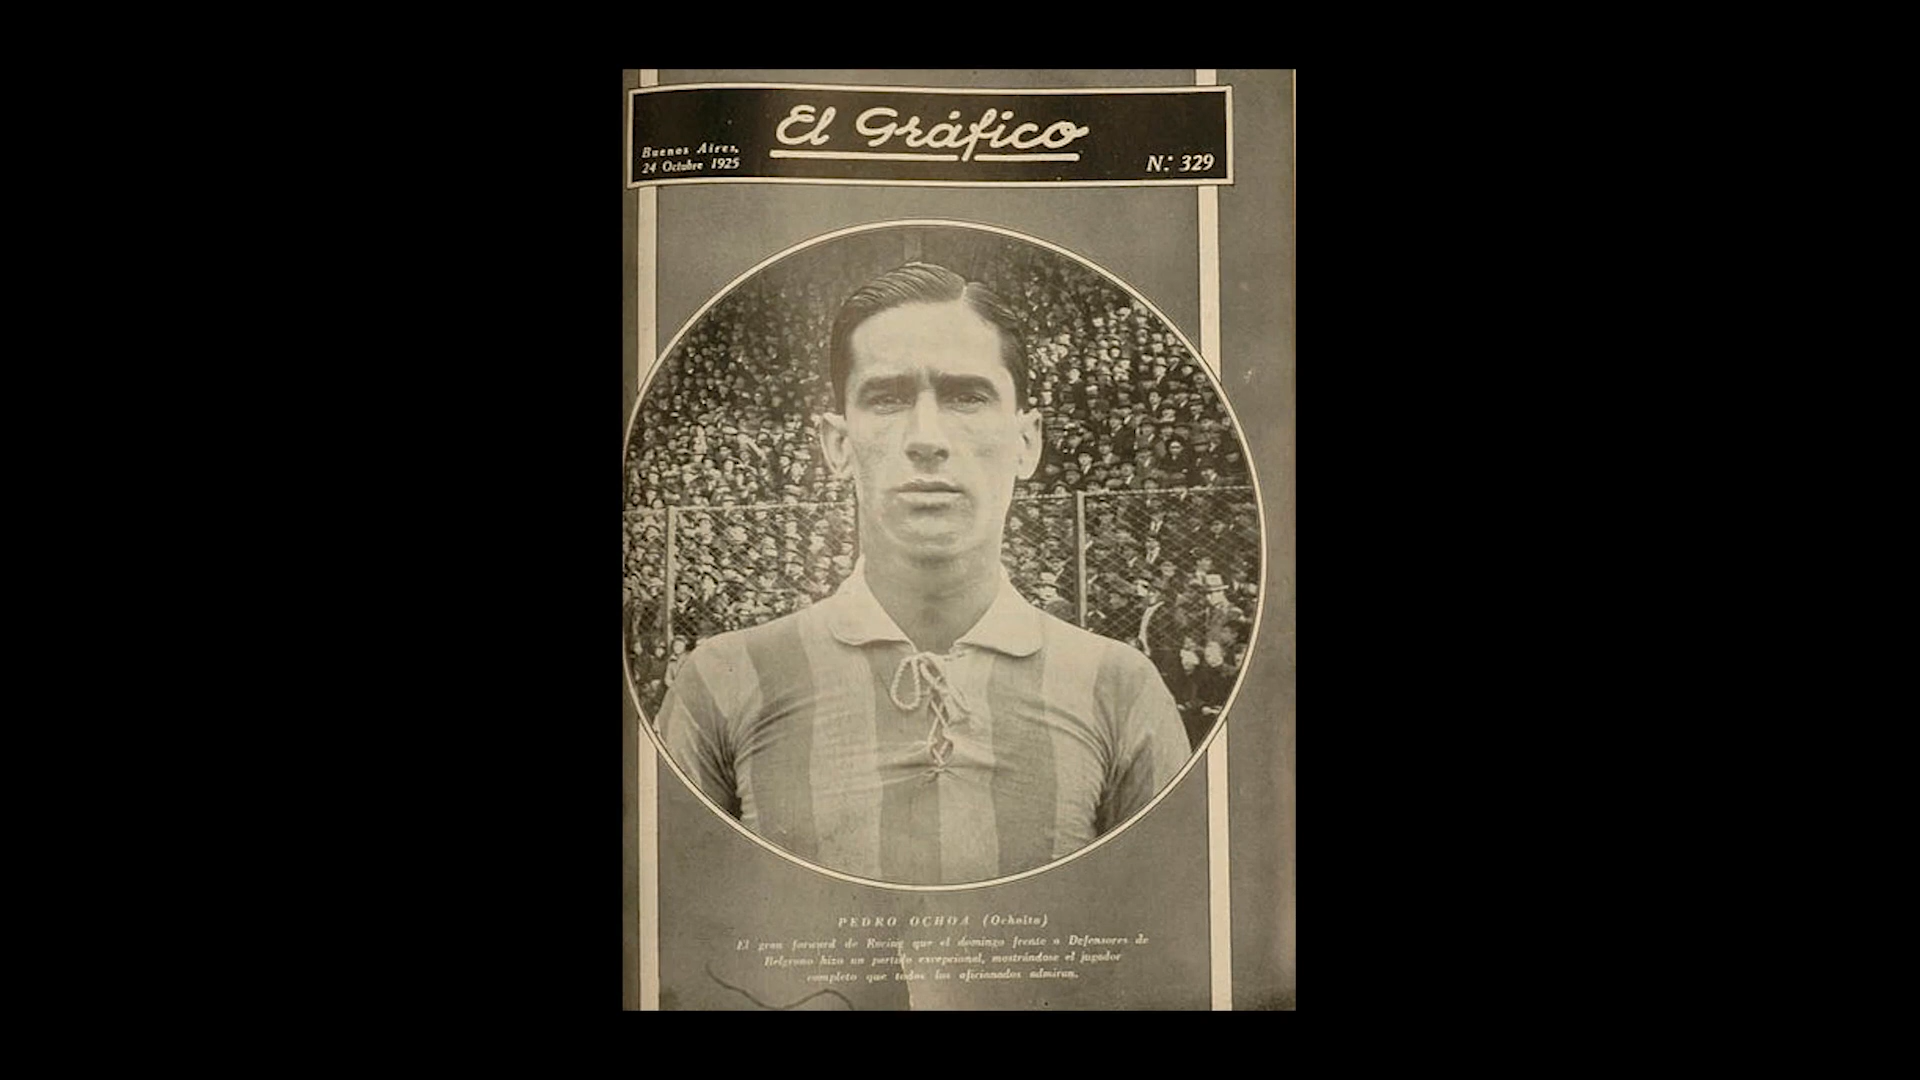 El Gráfico
Buenos Aires,
24 Octubre 1925
N.º 329
PEDRO OCHOA (Ochoita)
El gran forward de Racing que el domingo frente a Defensores de
Belgrano hizo un partido excepcional, mostrándose el jugador
completo que todos los aficionados admiran.